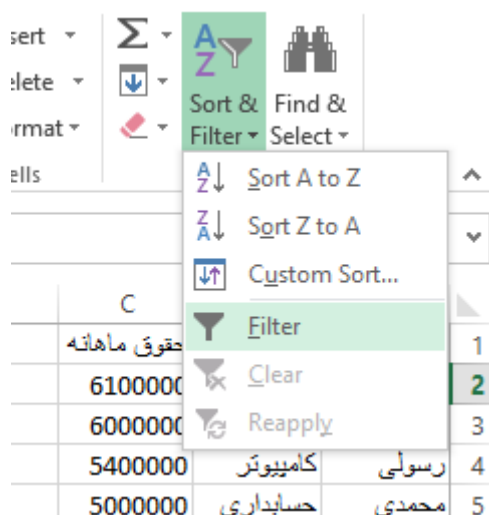 sert
elete
rmat
ells
Sort &
Filter
Find &
Select
Sort A to Z
Sort Z to A
Custom Sort...
Filter
Clear
Reapply
C
حقوق ماهانه
1
6100000
2
6000000
3
5400000 کامپیوتر رسولی 4
5000000 حسابداری محمدی 5